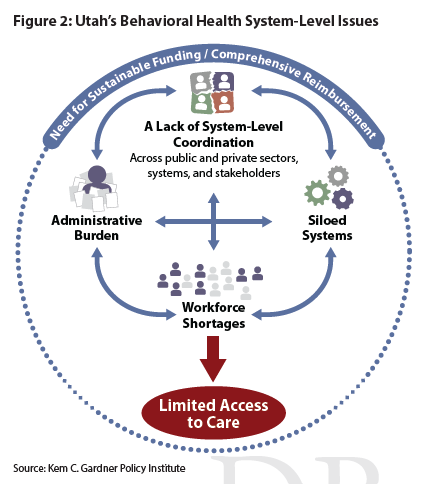 Figure 2: Utah's Behavioral Health System-Level Issues
Need for Sustainable Funding / Comprehensive Reimbursement
A Lack of System-Level
Coordination
Across public and private sectors,
systems, and stakeholders
Administrative
Burden
Siloed
Systems
Workforce
Shortages
Limited Access
to Care
Source: Kem C. Gardner Policy Institute